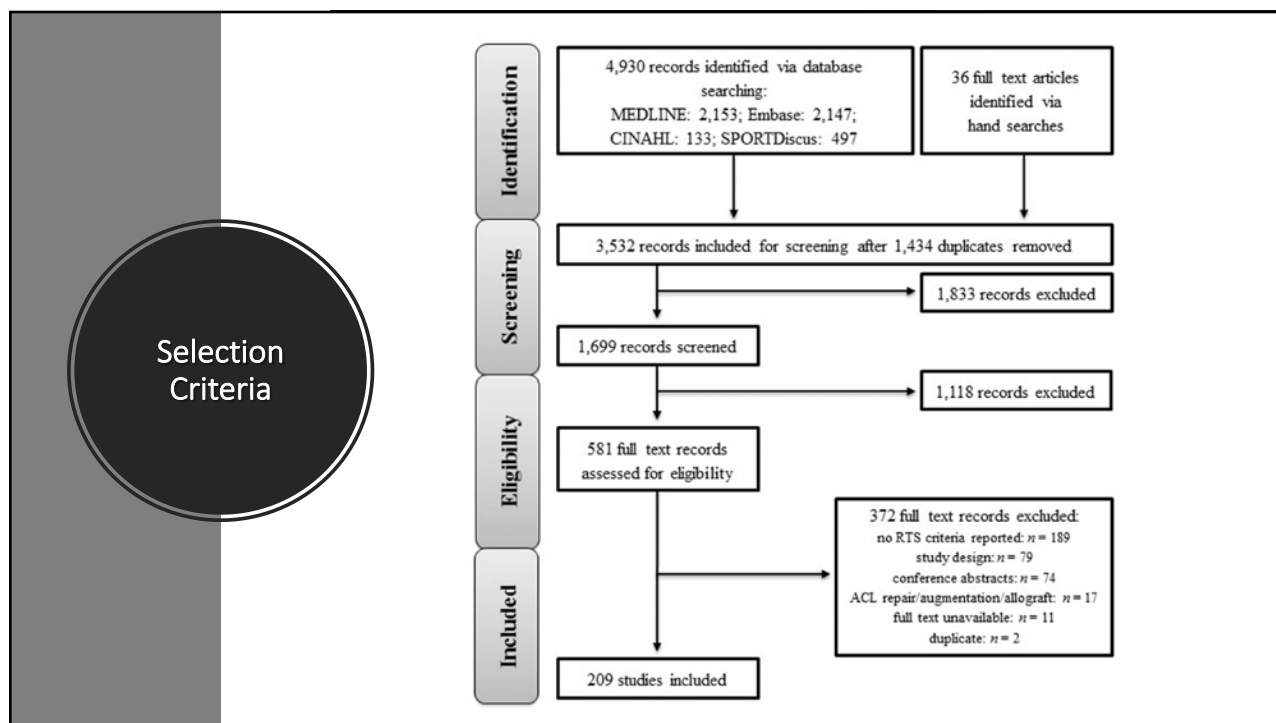 Selection
Criteria
Identification
4,930 records identified via database
searching:
MEDLINE: 2,153; Embase: 2,147;
CINAHL: 133; SPORTDiscus: 497
36 full text articles
identified via
hand searches
Screening
3,532 records included for screening after 1,434 duplicates removed
1,833 records excluded
1,699 records screened
1,118 records excluded
Eligibility
581 full text records
assessed for eligibility
372 full text records excluded:
no RTS criteria reported: n = 189
study design: n = 79
conference abstracts: n = 74
ACL repair/augmentation/allograft: n = 17
full text unavailable: n = 11
duplicate: n = 2
Included
209 studies included